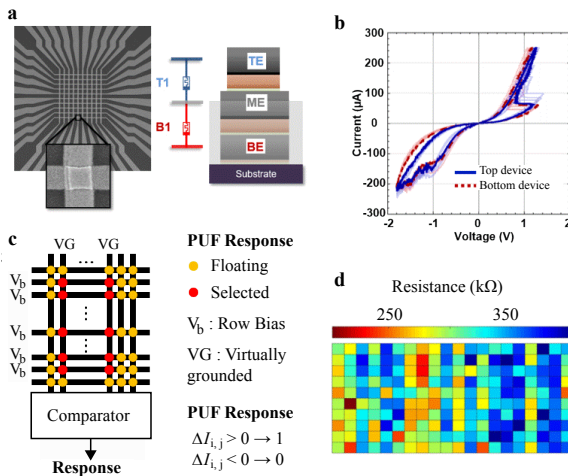 a
T1
B1
TE
ME
BE
Substrate
b
Current (µA)
300
200
100
0
-100
-200
-300
-2
-1
0
1
2
Voltage (V)
Top device
Bottom device
c
VG VG
...
V_b
V_b
V_b
V_b
V_b
V_b
Comparator
Response
PUF Response
Floating
Selected
V_b : Row Bias
VG : Virtually
grounded
PUF Response
ΔI_i, j > 0 → 1
ΔI_i, j < 0 → 0
d
Resistance (kΩ)
250 350